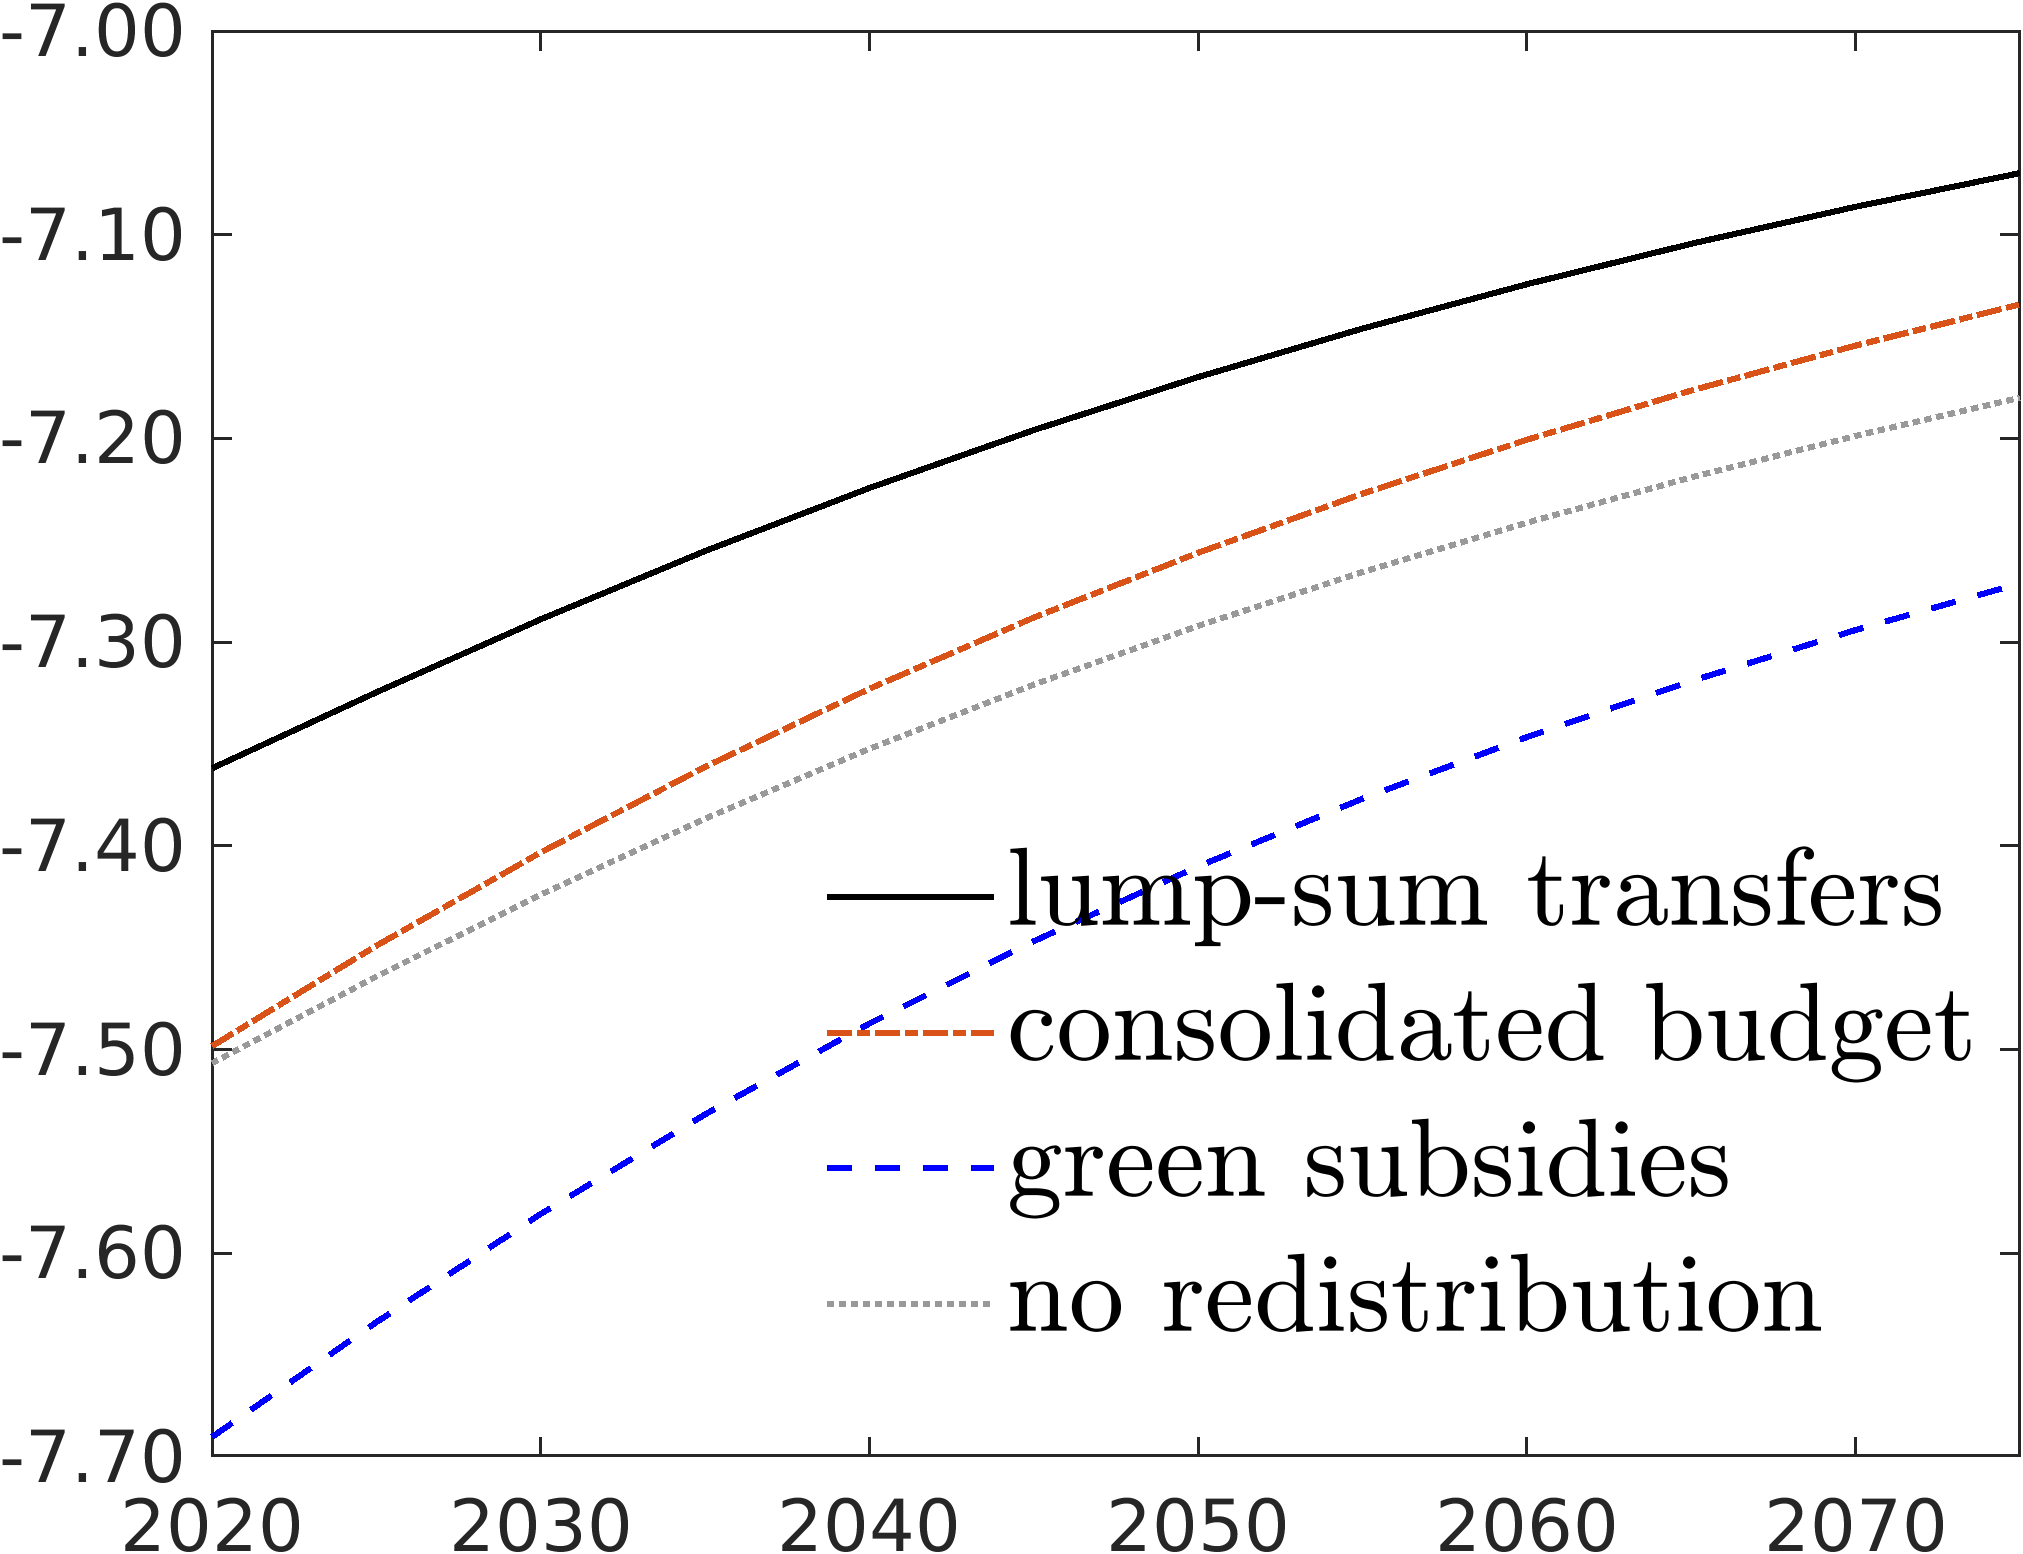 -7.00
-7.10
-7.20
-7.30
-7.40
-7.50
-7.60
-7.70
2020 2030 2040 2050 2060 2070
lump-sum transfers
consolidated budget
green subsidies
no redistribution